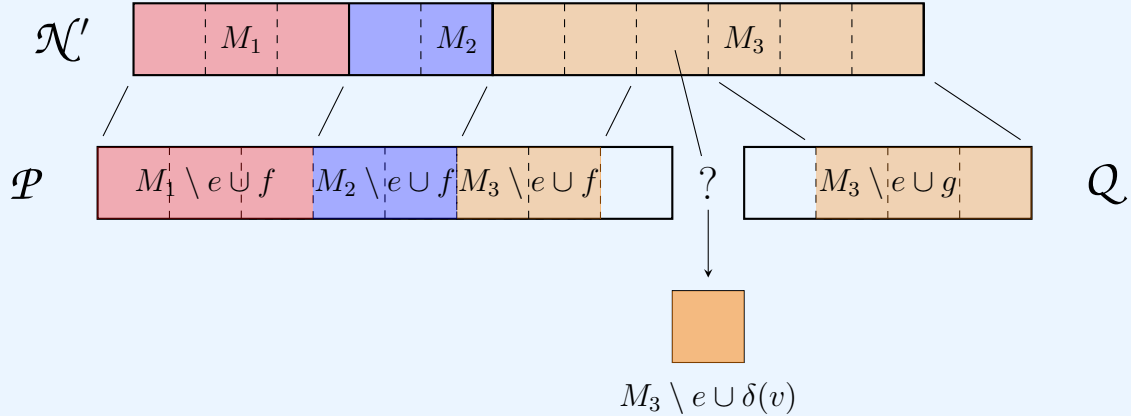 𝒩′ M₁ M₂ M₃
𝒫 M₁ \ e ∪ f M₂ \ e ∪ f M₃ \ e ∪ f ? M₃ \ e ∪ g 𝒬
M₃ \ e ∪ δ(v)